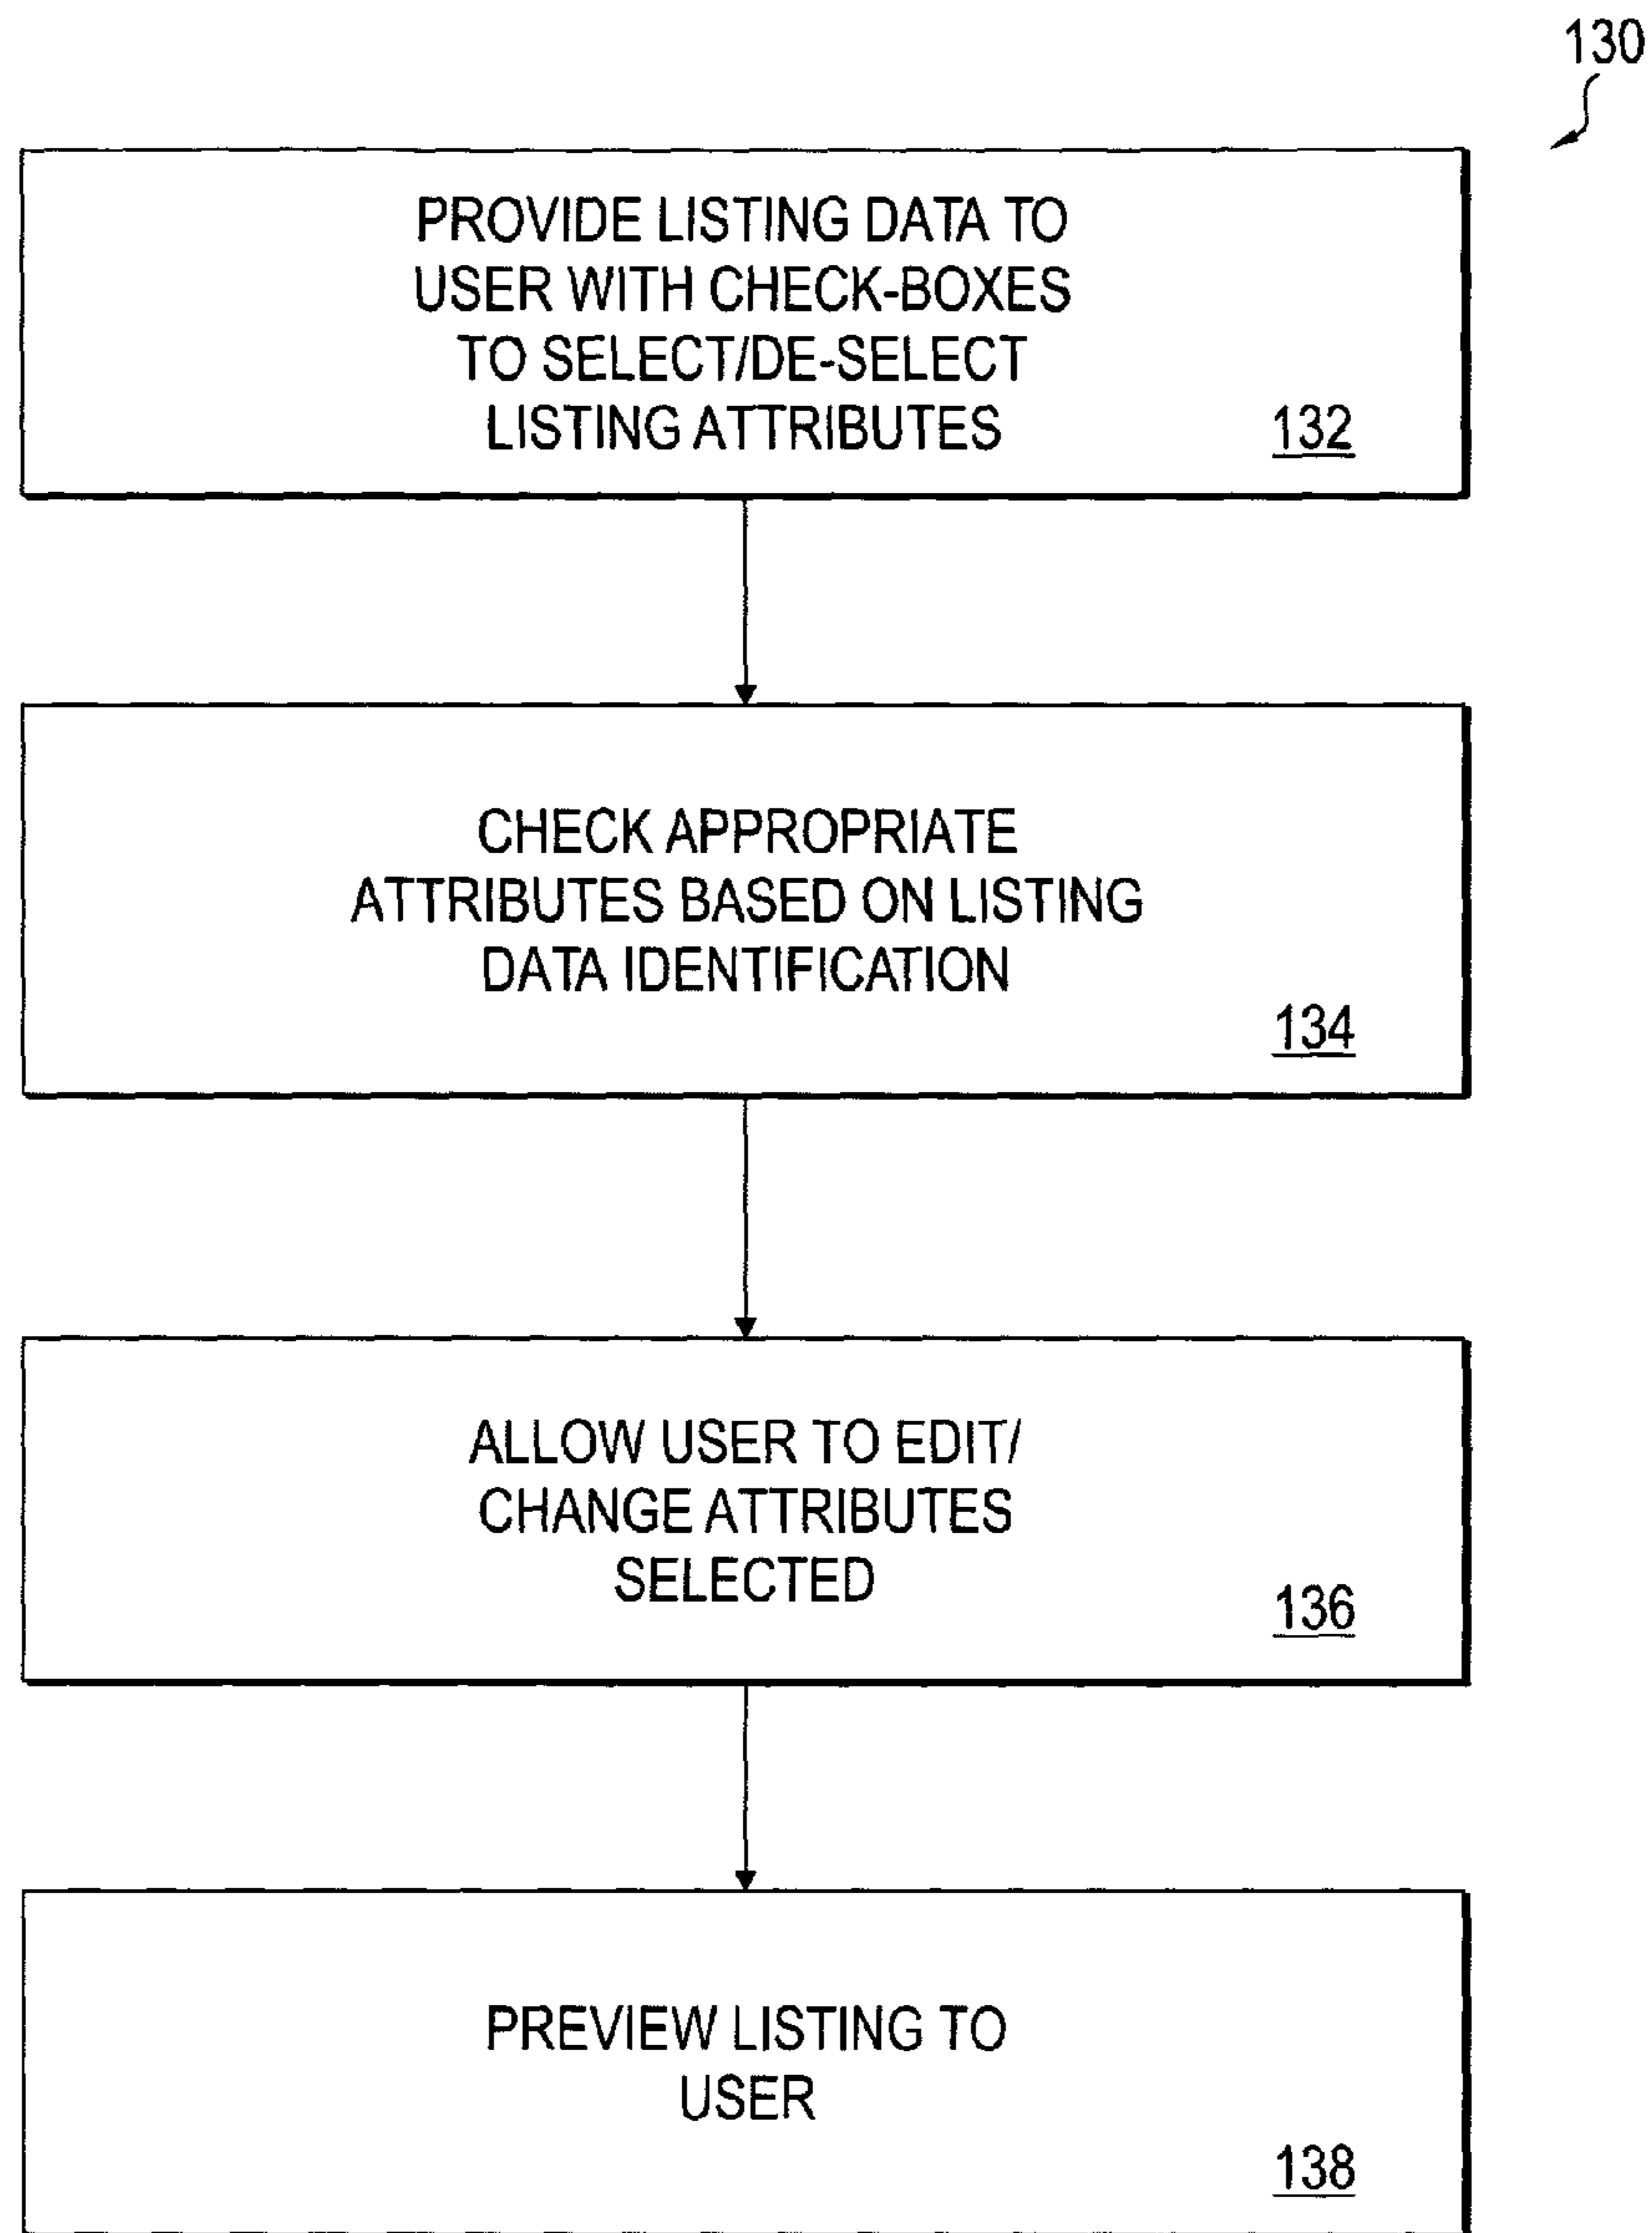 130
PROVIDE LISTING DATA TO
USER WITH CHECK-BOXES
TO SELECT/DE-SELECT
LISTING ATTRIBUTES
132
CHECK APPROPRIATE
ATTRIBUTES BASED ON LISTING
DATA IDENTIFICATION
134
ALLOW USER TO EDIT/
CHANGE ATTRIBUTES
SELECTED
136
PREVIEW LISTING TO
USER
138